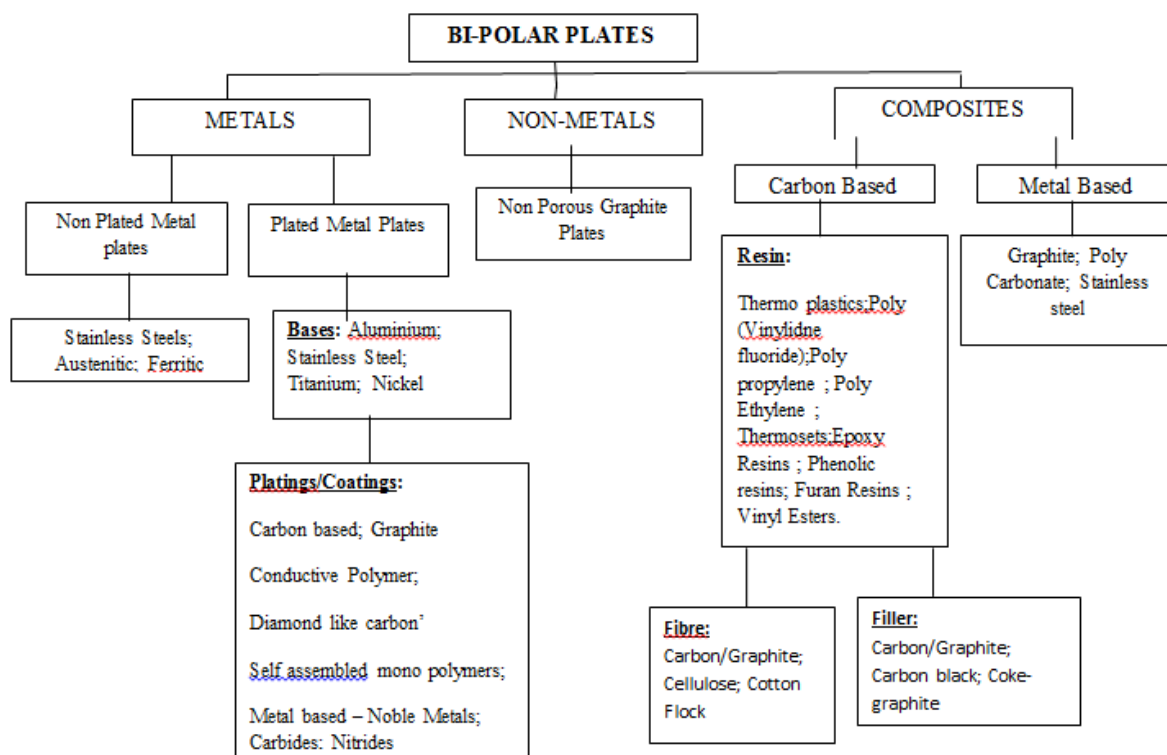 BI-POLAR PLATES
METALS
NON-METALS
COMPOSITES
Non Plated Metal
plates
Plated Metal Plates
Non Porous Graphite
Plates
Carbon Based
Metal Based
Stainless Steels;
Austenitic; Ferritic
Bases: Aluminium;
Stainless Steel;
Titanium; Nickel
Platings/Coatings:
Carbon based; Graphite
Conductive Polymer;
Diamond like carbon’
Self assembled mono polymers;
Metal based – Noble Metals;
Carbides: Nitrides
Resin:
Thermo plastics;Poly
(Vinylidne
fluoride);Poly
propylene ; Poly
Ethylene ;
Thermosets;Epoxy
Resins ; Phenolic
resins; Furan Resins ;
Vinyl Esters.
Graphite; Poly
Carbonate; Stainless
steel
Fibre:
Carbon/Graphite;
Cellulose; Cotton
Flock
Filler:
Carbon/Graphite;
Carbon black; Coke-
graphite